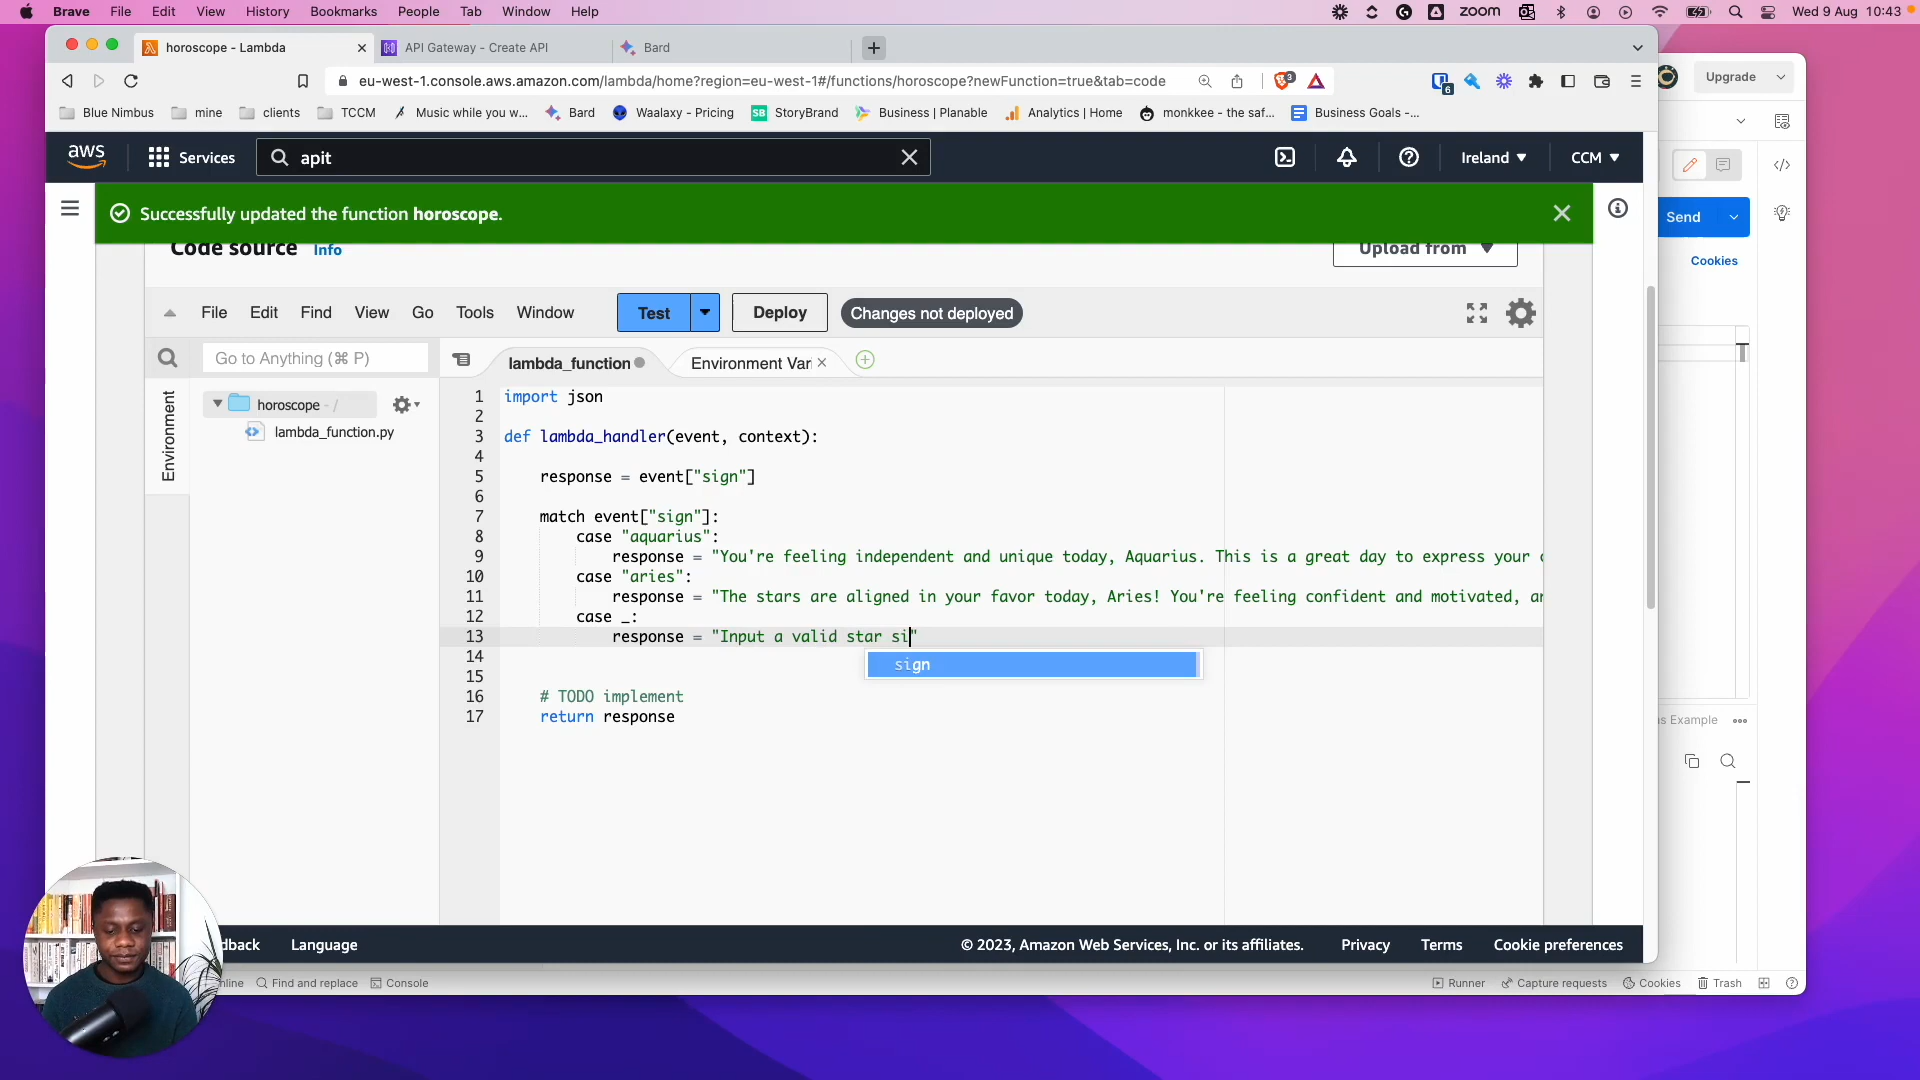 Brave File Edit View History Bookmarks People Tab Window Help zoom Wed 9 Aug 10:43
horoscope - Lambda API Gateway - Create API Bard
eu-west-1.console.aws.amazon.com/lambda/home?region=eu-west-1#/functions/horoscope?newFunction=true&tab=code 3 6 Upgrade
Blue Nimbus mine clients TCCM Music while you w... Bard Waalaxy - Pricing SB StoryBrand Business | Planable Analytics | Home monkkee - the saf... Business Goals -...
aws Services apit Ireland CCM
Successfully updated the function horoscope.
Send
Code source Info Upload from
Cookies
File Edit Find View Go Tools Window Test Deploy Changes not deployed
Go to Anything (⌘ P) lambda_function Environment Var
Environment
horoscope - /
lambda_function.py
1 import json
2
3 def lambda_handler(event, context):
4
5 response = event["sign"]
6
7 match event["sign"]:
8 case "aquarius":
9 response = "You're feeling independent and unique today, Aquarius. This is a great day to express your
10 case "aries":
11 response = "The stars are aligned in your favor today, Aries! You're feeling confident and motivated,
12 case _:
13 response = "Input a valid star si"
sign
14
15
16 # TODO implement
17 return response
Example
dback Language © 2023, Amazon Web Services, Inc. or its affiliates. Privacy Terms Cookie preferences
Find and replace Console Runner Capture requests Cookies Trash